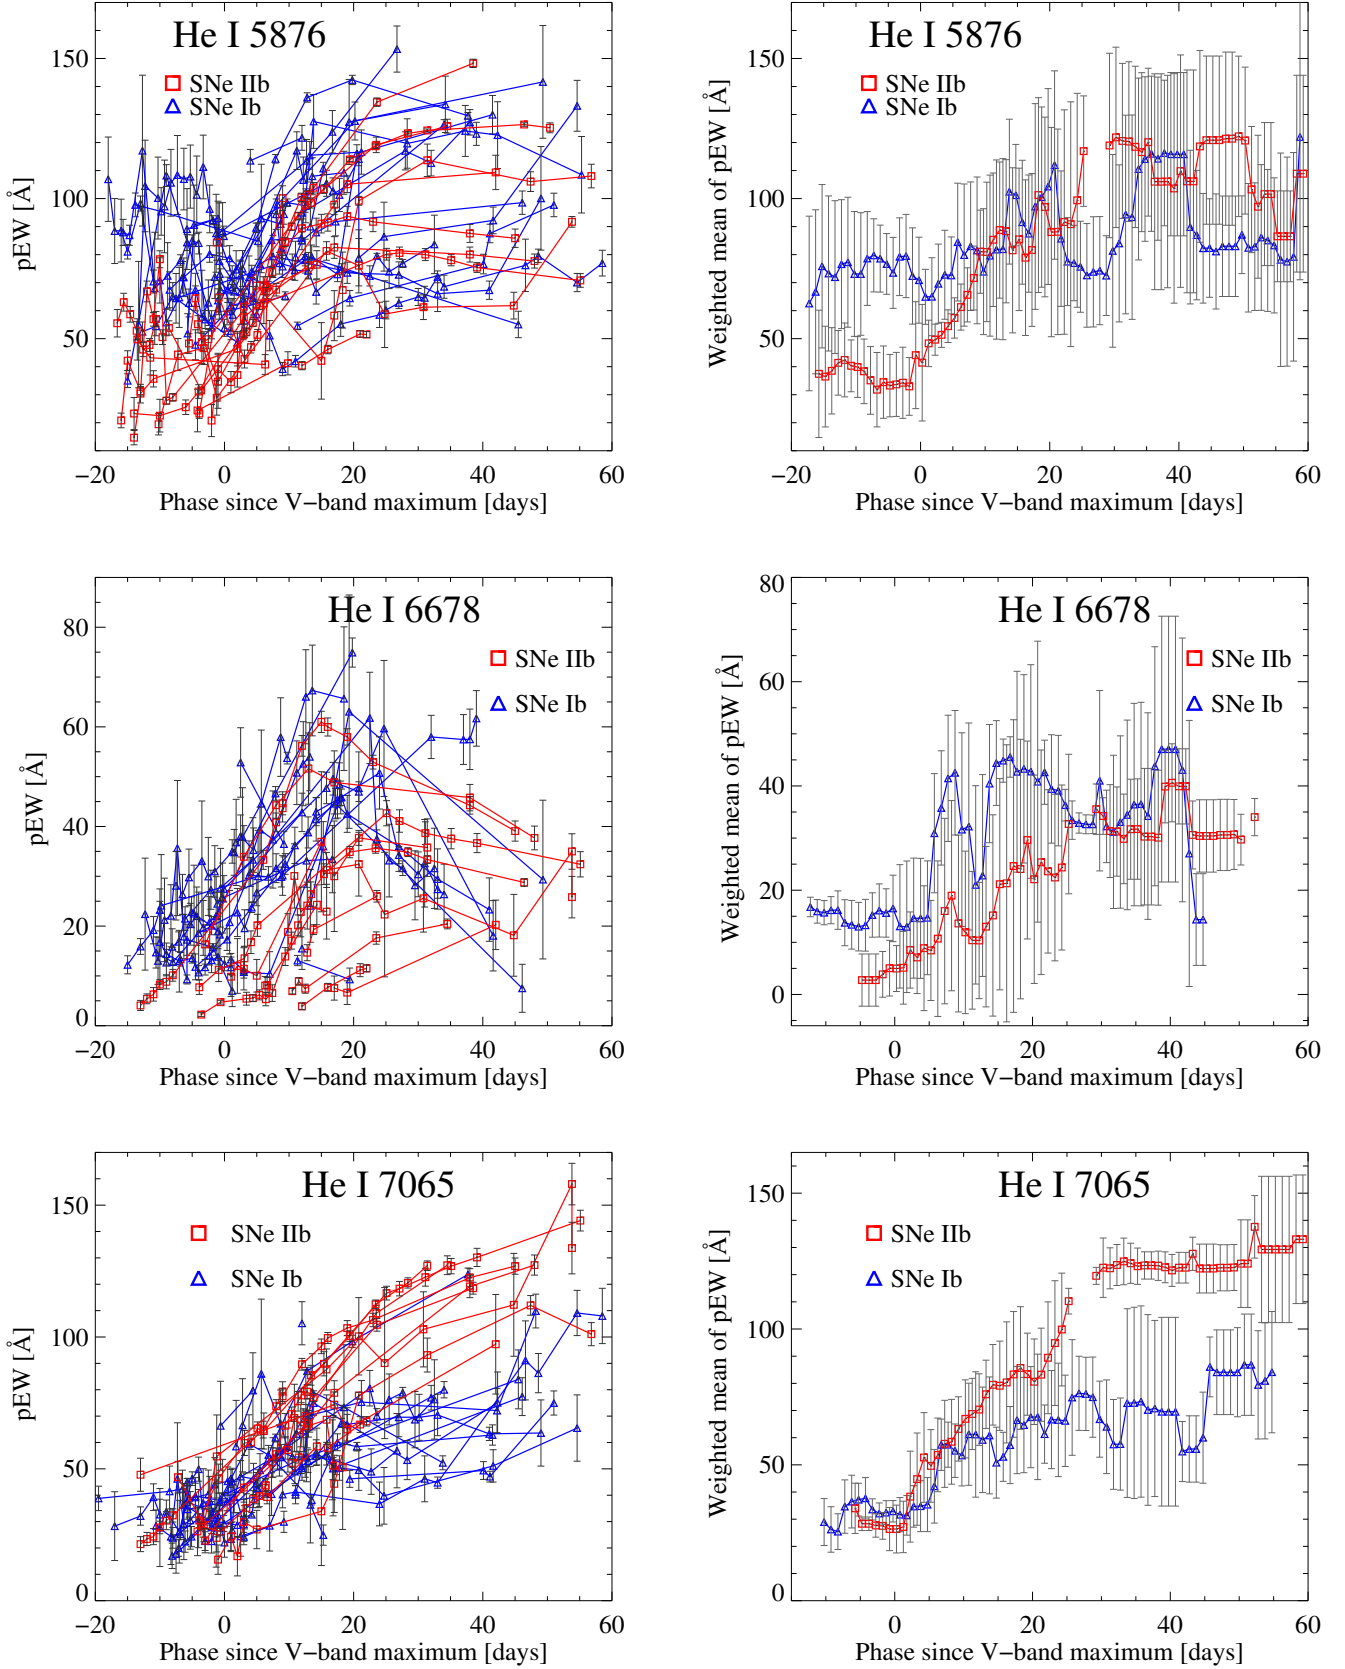 He I 5876
SNe IIb
SNe Ib
150
100
50
pEW [Å]
−20 0 20 40 60
Phase since V−band maximum [days]
He I 5876
SNe IIb
SNe Ib
150
100
50
Weighted mean of pEW [Å]
−20 0 20 40 60
Phase since V−band maximum [days]
He I 6678
SNe IIb
SNe Ib
80
60
40
20
0
pEW [Å]
−20 0 20 40 60
Phase since V−band maximum [days]
He I 6678
SNe IIb
SNe Ib
80
60
40
20
0
Weighted mean of pEW [Å]
0 20 40 60
Phase since V−band maximum [days]
He I 7065
SNe IIb
SNe Ib
150
100
50
0
pEW [Å]
−20 0 20 40 60
Phase since V−band maximum [days]
He I 7065
SNe IIb
SNe Ib
150
100
50
0
Weighted mean of pEW [Å]
0 20 40 60
Phase since V−band maximum [days]